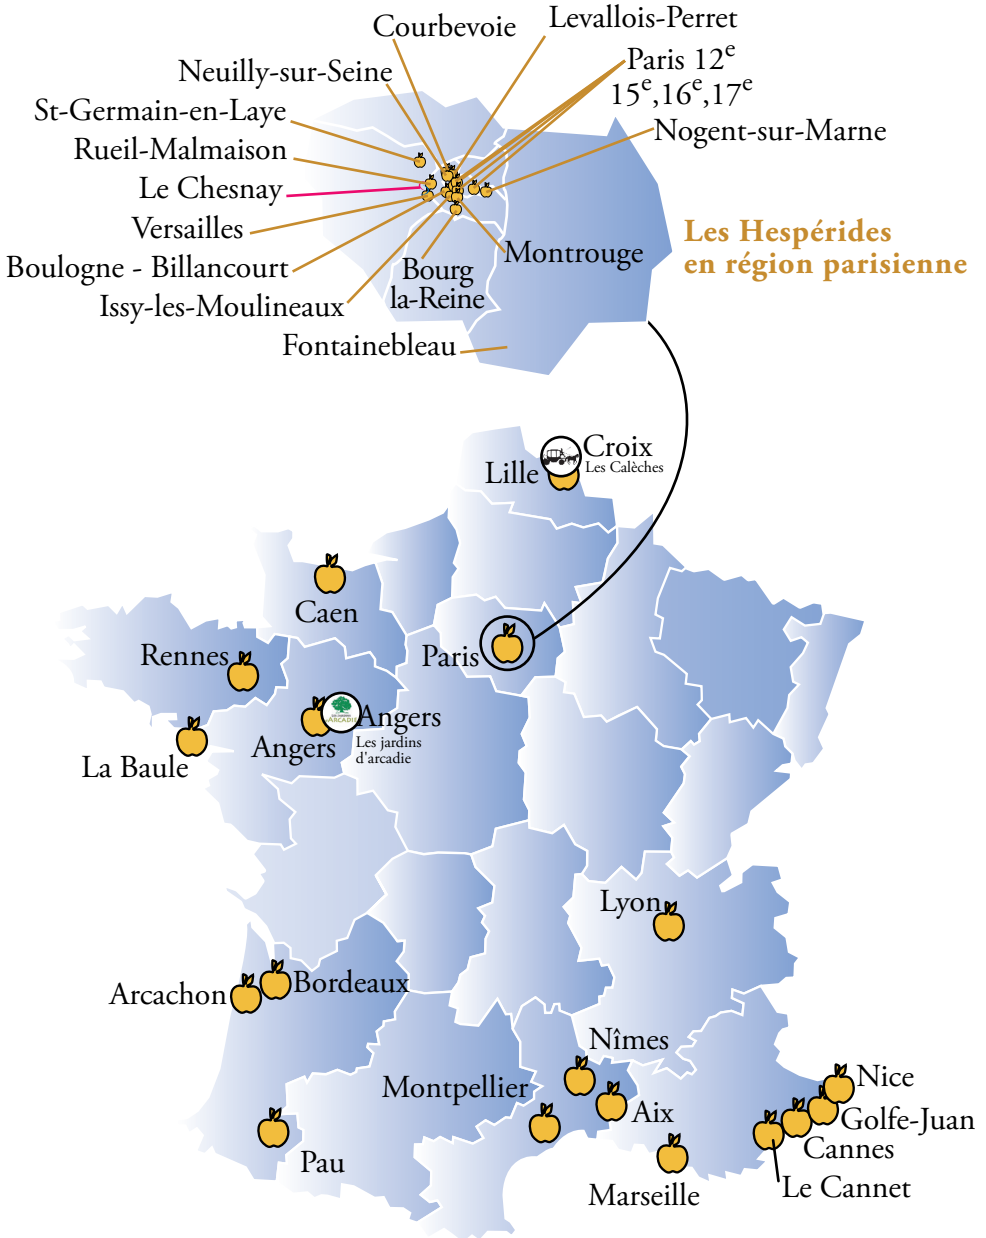 Courbevoie
Levallois-Perret
Neuilly-sur-Seine
Paris 12e
15e,16e,17e
St-Germain-en-Laye
Nogent-sur-Marne
Rueil-Malmaison
Le Chesnay
Versailles
Les Hespérides
en région parisienne
Boulogne - Billancourt
Montrouge
Bourg
la-Reine
Issy-les-Moulineaux
Fontainebleau
Croix
Les Calèches
Lille
Caen
Rennes
Paris
ARCADIE
Angers
Les jardins
d'arcadie
Angers
La Baule
Lyon
Bordeaux
Arcachon
Nîmes
Montpellier
Nice
Aix
Golfe-Juan
Cannes
Pau
Le Cannet
Marseille